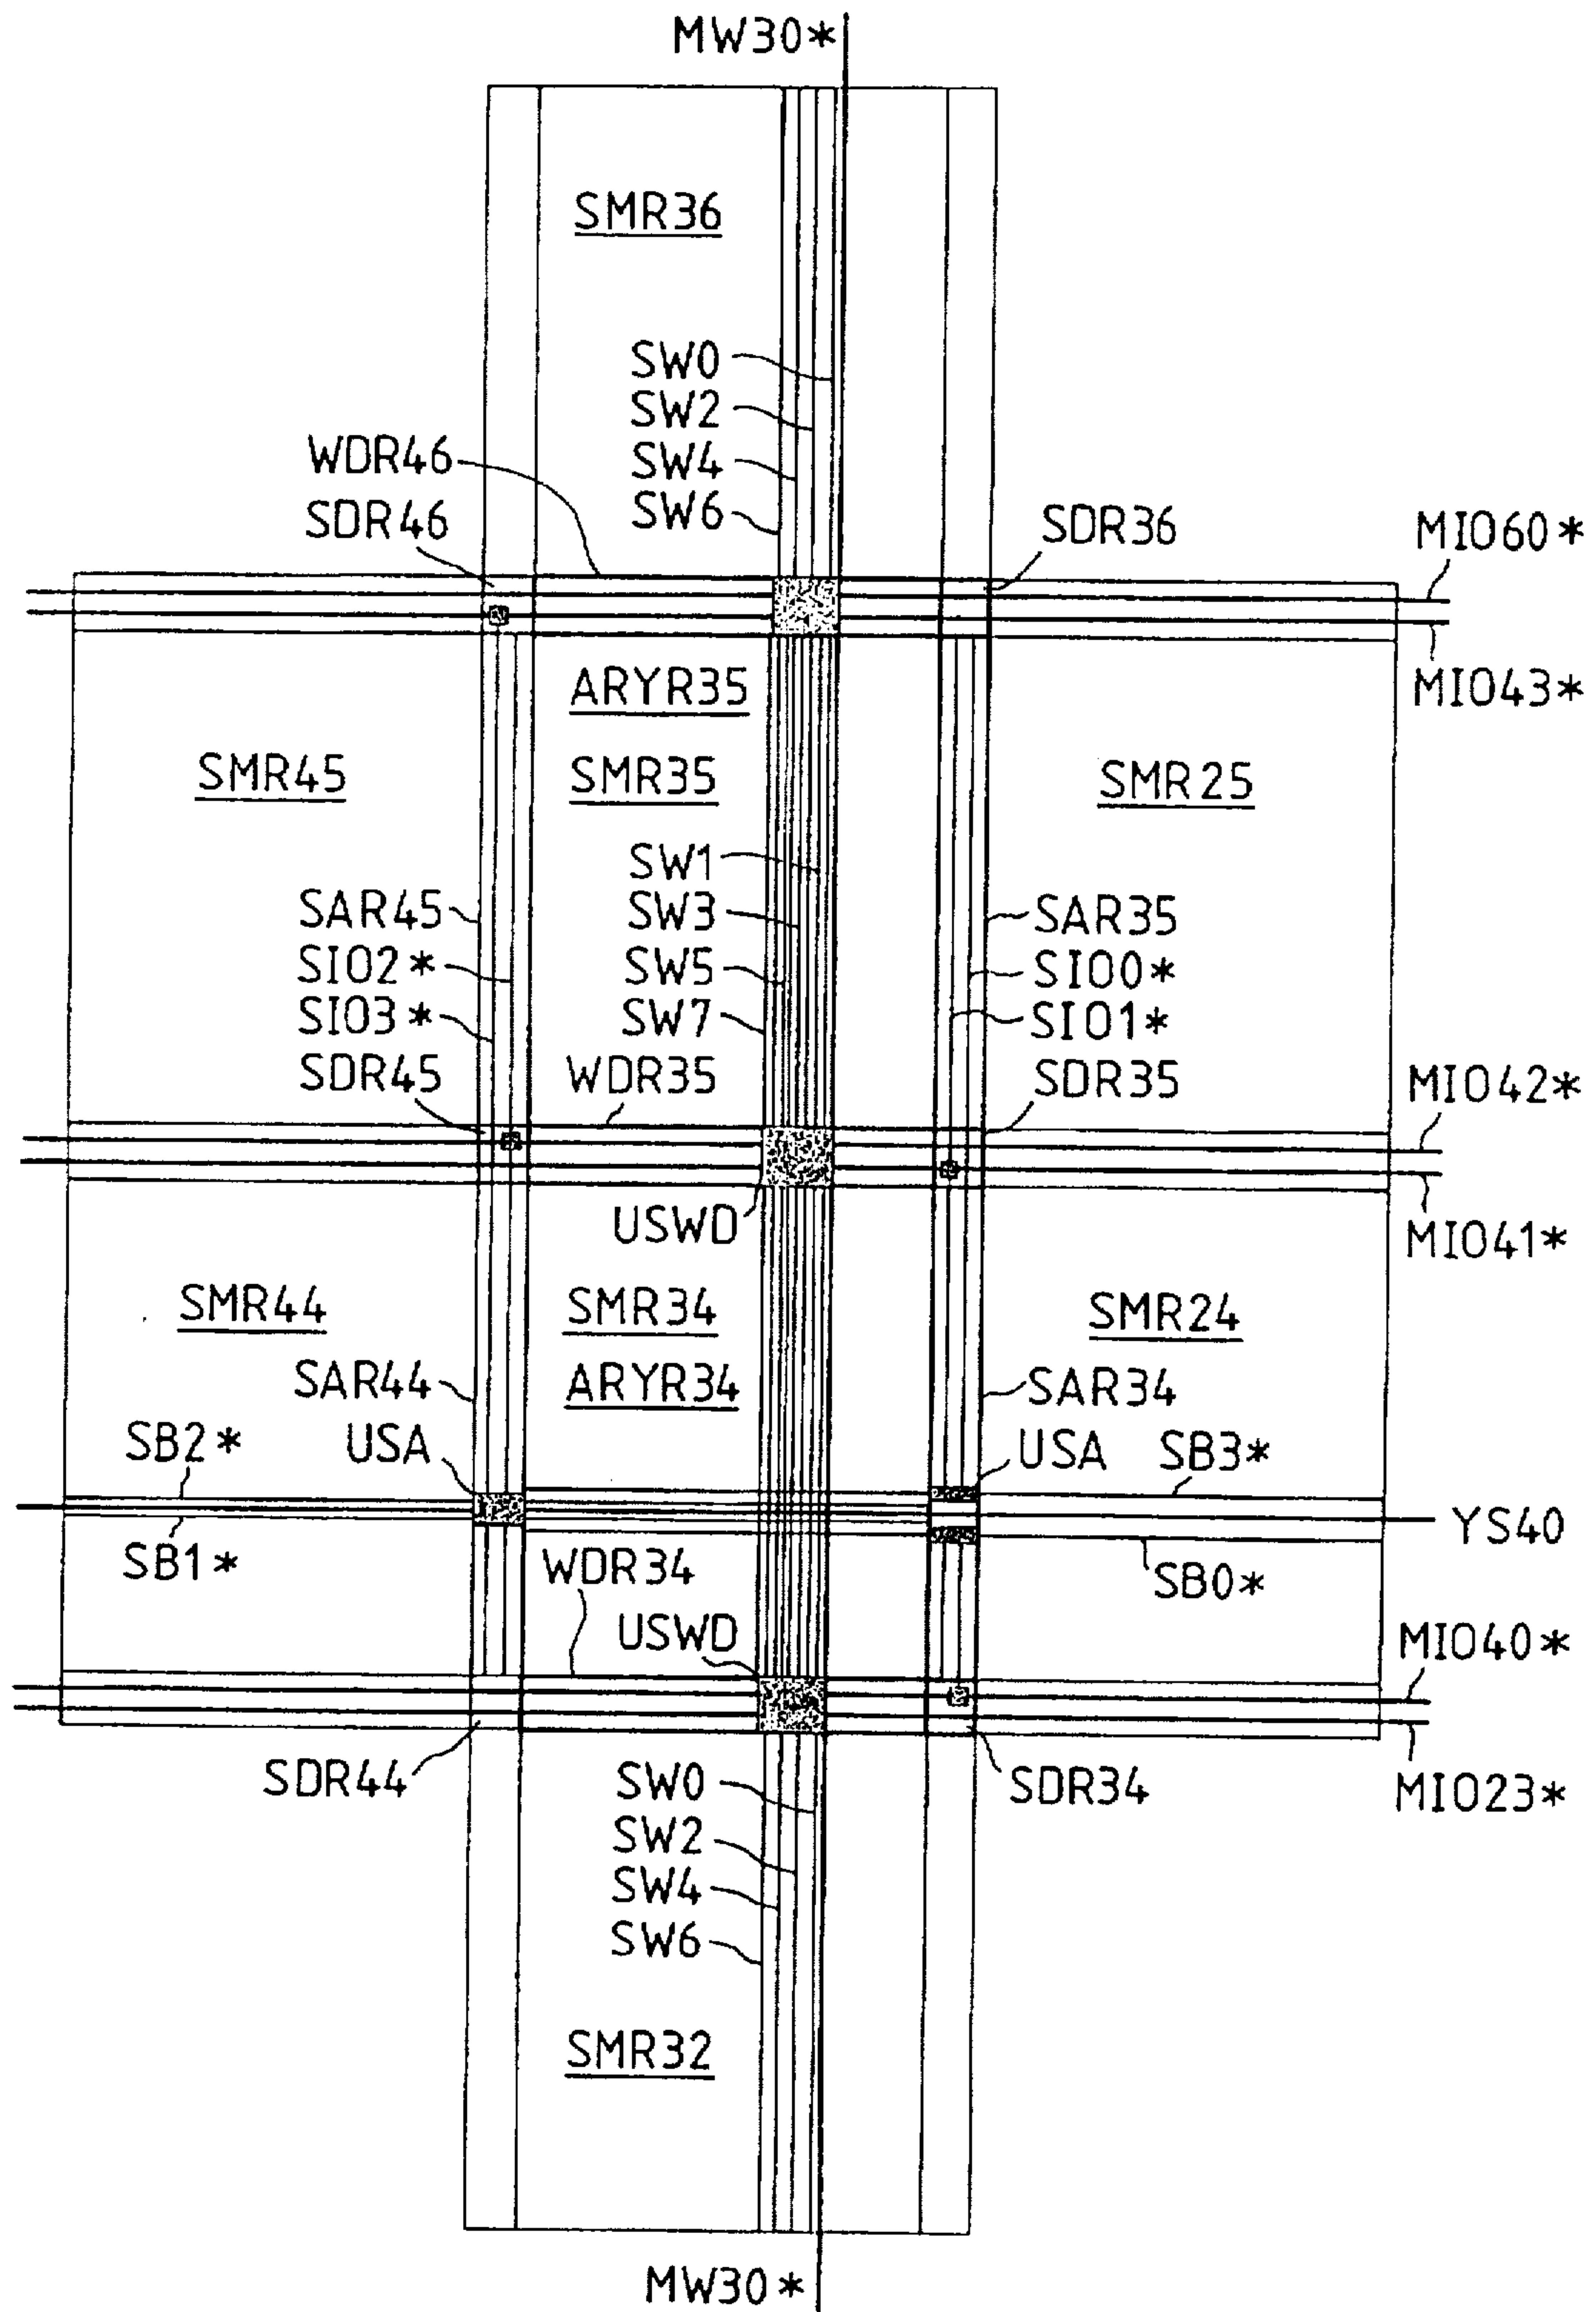 MW30*
SMR36
SW0
SW2
SW4
SW6
WDR46
SDR46
SDR36
MIO60*
MIO43*
ARYR35
SMR45
SMR35
SMR25
SW1
SW3
SW5
SW7
SAR45
SIO2*
SIO3*
SDR45
WDR35
SAR35
SIO0*
SIO1*
SDR35
MIO42*
MIO41*
USWD
SMR44
SMR34
SMR24
ARYR34
SAR44
SAR34
SB2*
USA
USA
SB3*
YS40
SB1*
WDR34
SB0*
USWD
MIO40*
MIO23*
SDR44
SDR34
SW0
SW2
SW4
SW6
SMR32
MW30*